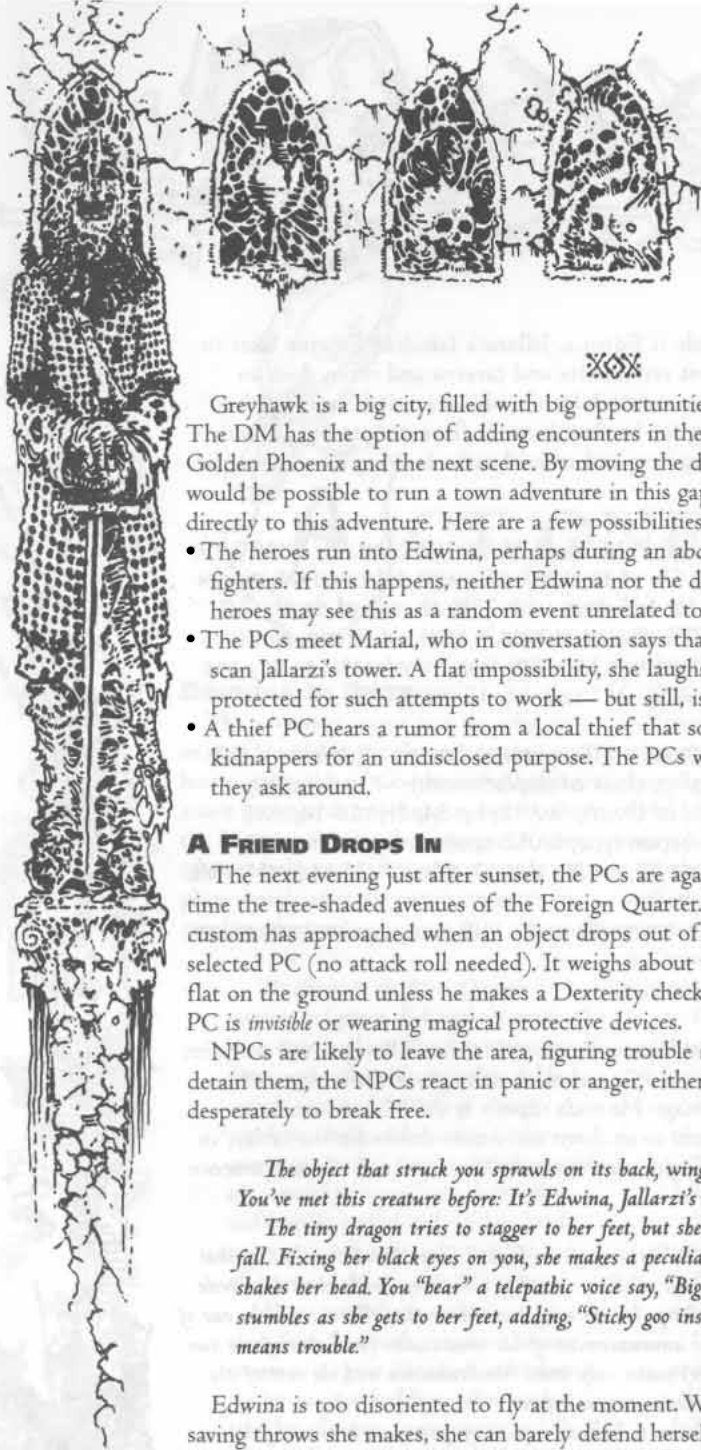 Greyhawk is a big city, filled with big opportunitie
The DM has the option of adding encounters in the
Golden Phoenix and the next scene. By moving the d
would be possible to run a town adventure in this gap
directly to this adventure. Here are a few possibilities
• The heroes run into Edwina, perhaps during an abo
fighters. If this happens, neither Edwina nor the d
heroes may see this as a random event unrelated to
• The PCs meet Marial, who in conversation says tha
scan Jallarzi's tower. A flat impossibility, she laughs
protected for such attempts to work — but still, is
• A thief PC hears a rumor from a local thief that so
kidnappers for an undisclosed purpose. The PCs w
they ask around.
A FRIEND DROPS IN
The next evening just after sunset, the PCs are aga
time the tree-shaded avenues of the Foreign Quarter.
custom has approached when an object drops out of
selected PC (no attack roll needed). It weighs about
flat on the ground unless he makes a Dexterity check
PC is invisible or wearing magical protective devices.
NPCs are likely to leave the area, figuring trouble
detain them, the NPCs react in panic or anger, either
desperately to break free.
The object that struck you sprawls on its back, wing
You've met this creature before: It's Edwina, Jallarzi's
The tiny dragon tries to stagger to her feet, but she
fall. Fixing her black eyes on you, she makes a peculia
shakes her head. You "hear" a telepathic voice say, "Big
stumbles as she gets to her feet, adding, "Sticky goo ins
means trouble."
Edwina is too disoriented to fly at the moment. W
saving throws she makes, she can barely defend herse